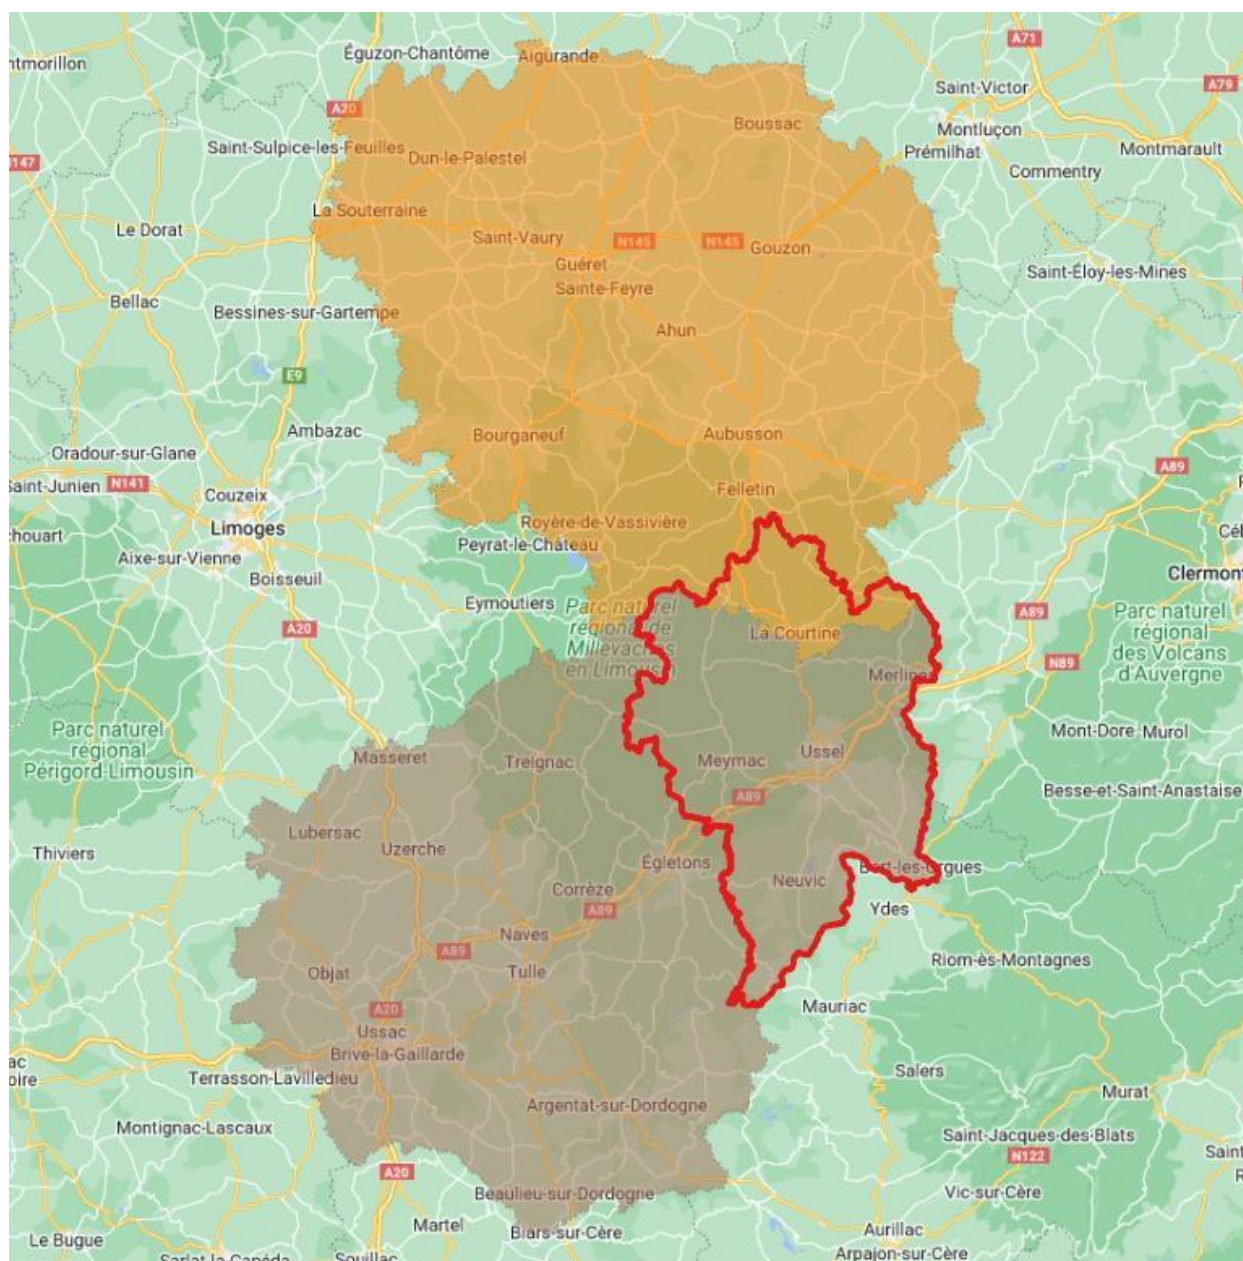 A71
Éguzon-Chantôme
Aigurande
ntmorillon
A79
Saint-Victor
A20
Boussac
Montluçon
Saint-Sulpice-les-Feuilles
Dun-le-Palestel
Prémilhat
Montmarault
N147
Commentry
La Souterraine
Le Dorat
Saint-Vaury
N145
N145
Gouzon
Guéret
Saint-Éloy-les-Mines
Sainte-Feyre
Bellac
Bessines-sur-Gartempe
Ahun
E9
Ambazac
Bourganeuf
Aubusson
Oradour-sur-Glane
A89
Saint-Junien
N141
Couzeix
Felletin
Limoges
Royère-de-Vassivière
chouart
Peyrat-le-Château
Aixe-sur-Vienne
Clermont
Boisseuil
Eymoutiers
Parc naturel
régional de
Millevaches
en Limousin
A89
Parc naturel
régional
des Volcans
d'Auvergne
A20
La Courtine
N89
Merlines
Parc naturel
régional
Périgord-Limousin
Mont-Dore
Murol
Masseret
Treignac
Meymac
Ussel
A89
Besse-et-Saint-Anastaise
Lubersac
Uzerche
Thiviers
Égletons
Bort-les-Orgues
Corrèze
Neuvic
A89
Ydes
Naves
A89
Riom-ès-Montagnes
Objat
Tulle
Mauriac
A20
Ussac
Brive-la-Gaillarde
Terrasson-Lavilledieu
Salers
Murat
Argentat-sur-Dordogne
Montignac-Lascaux
Saint-Jacques-des-Blats
N122
A20
Beaulieu-sur-Dordogne
Vic-sur-Cère
Martel
Biars-sur-Cère
Aurillac
Le Bugue
Arpajon-sur-Cère
Sarlat-la-Canéda
Souillac